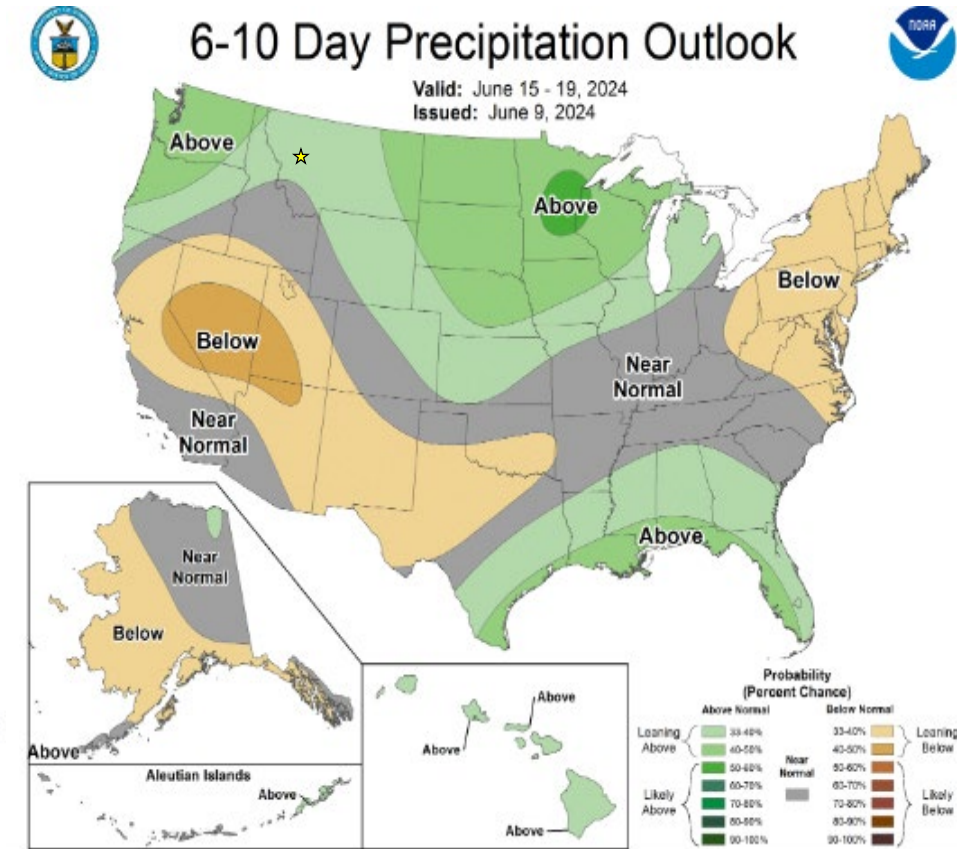 6-10 Day Precipitation Outlook
NOAA
Valid: June 15 - 19, 2024
Issued: June 9, 2024
Above
Above
Below
Below
Near
Normal
Near
Normal
Above
Near
Normal
Below
Above
Aleutian Islands
Above
Above
Above
Above
Probability
(Percent Chance)
Above Normal
Below Normal
Leaning
Above
33-40%
40-50%
Near
Normal
33-40%
40-50%
Leaning
Below
Likely
Above
50-60%
60-70%
70-80%
80-90%
90-100%
50-60%
60-70%
70-80%
80-90%
90-100%
Likely
Below